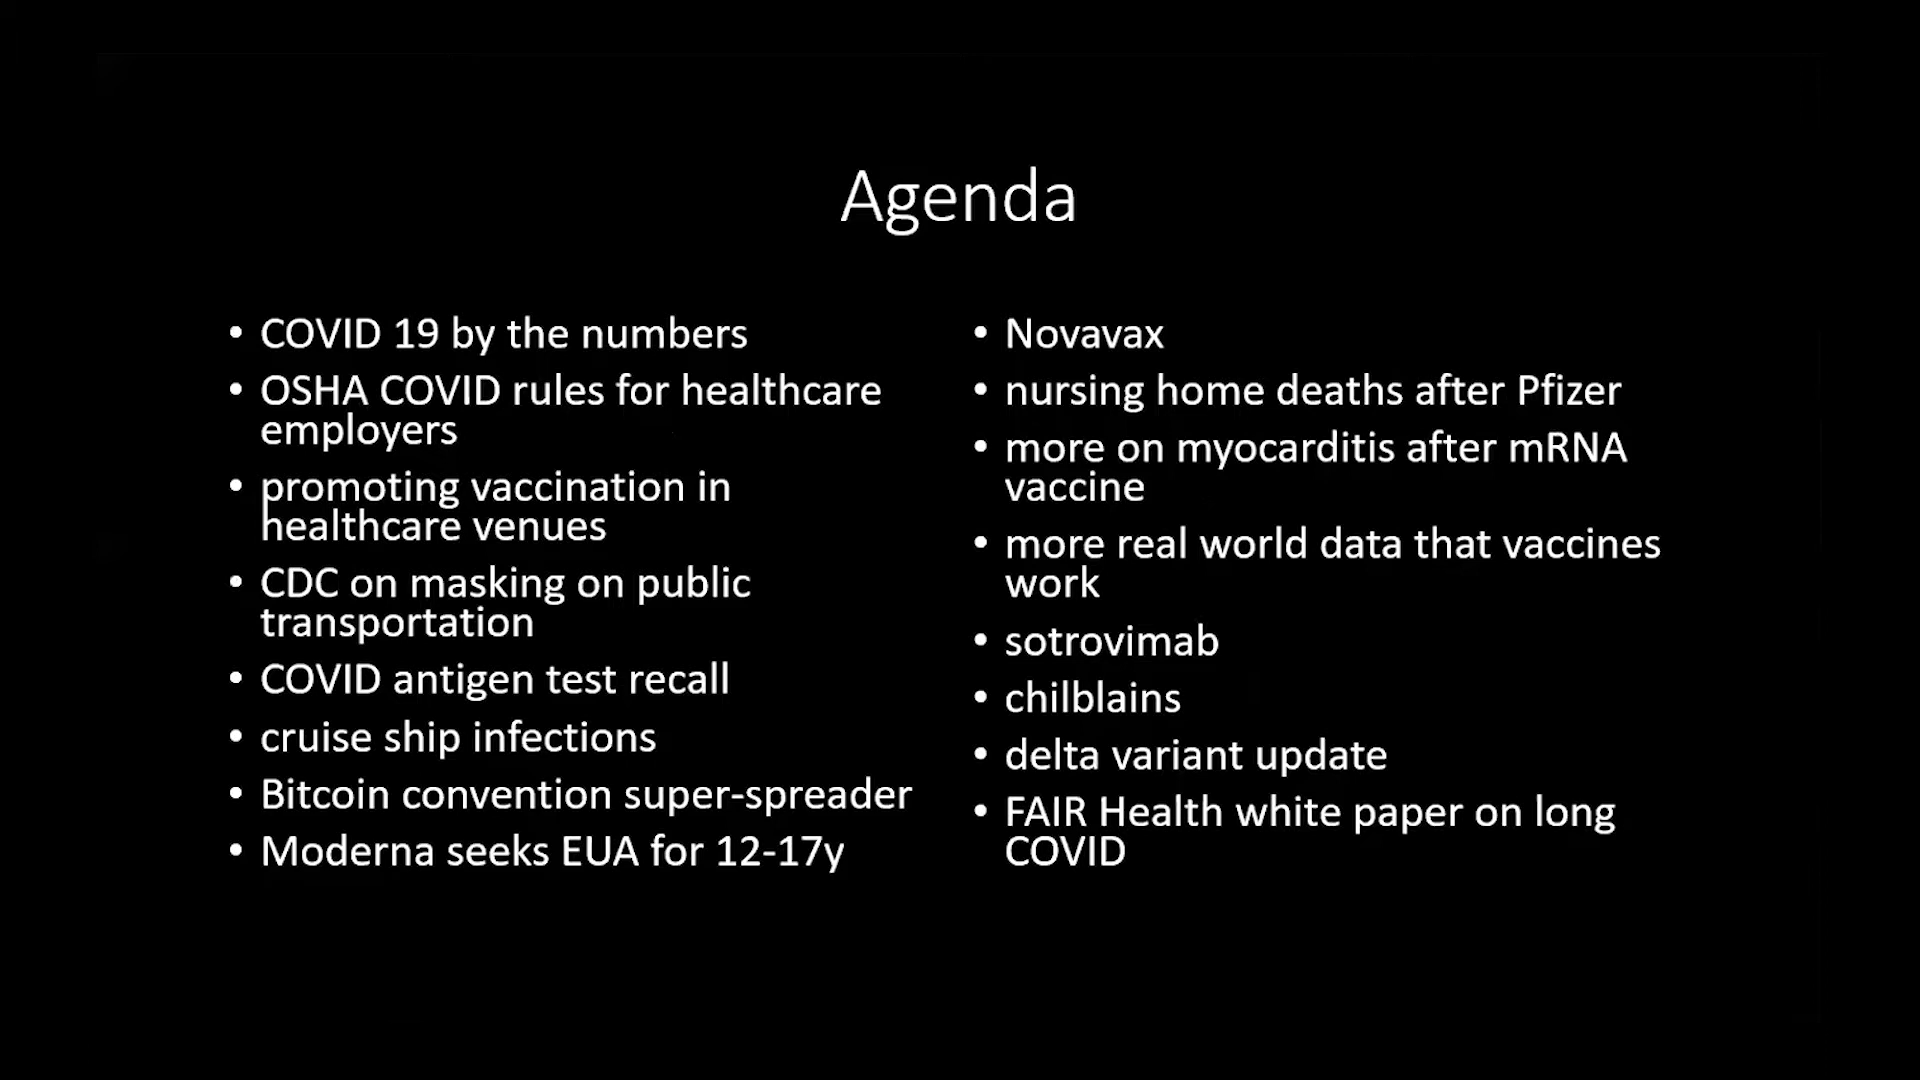 Agenda
• COVID 19 by the numbers
• OSHA COVID rules for healthcare
employers
• promoting vaccination in
healthcare venues
• CDC on masking on public
transportation
• COVID antigen test recall
• cruise ship infections
• Bitcoin convention super-spreader
• Moderna seeks EUA for 12-17y
• Novavax
• nursing home deaths after Pfizer
• more on myocarditis after mRNA
vaccine
• more real world data that vaccines
work
• sotrovimab
• chilblains
• delta variant update
• FAIR Health white paper on long
COVID